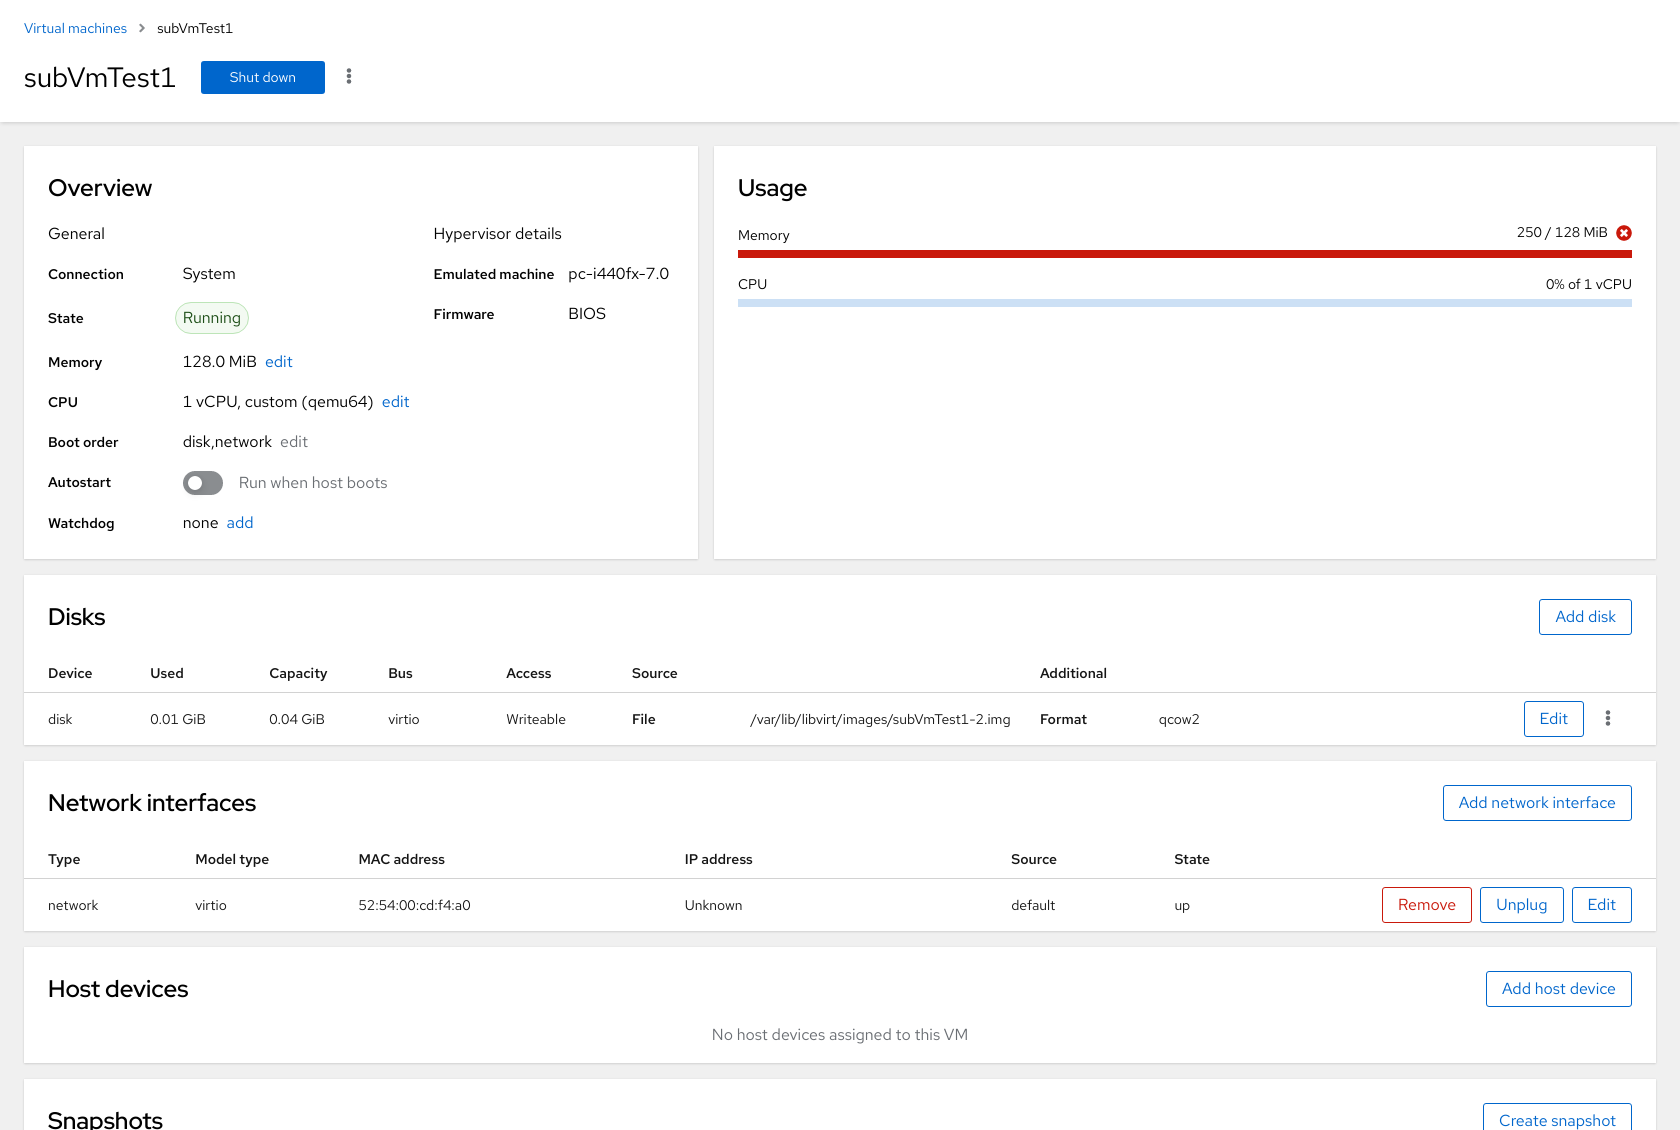 Virtual machines > subVmTest1
subVmTest1 Shut down
Overview
General
Connection System
State Running
Memory 128.0 MiB edit
CPU 1 vCPU, custom (qemu64) edit
Boot order disk,network edit
Autostart Run when host boots
Watchdog none add
Hypervisor details
Emulated machine pc-i440fx-7.0
Firmware BIOS
Usage
Memory 250 / 128 MiB
CPU 0% of 1 vCPU
Disks Add disk
Device Used Capacity Bus Access Source Additional
disk 0.01 GiB 0.04 GiB virtio Writeable File /var/lib/libvirt/images/subVmTest1-2.img Format qcow2 Edit
Network interfaces Add network interface
Type Model type MAC address IP address Source State
network virtio 52:54:00:cd:f4:a0 Unknown default up Remove Unplug Edit
Host devices Add host device
No host devices assigned to this VM
Snapshots Create snapshot